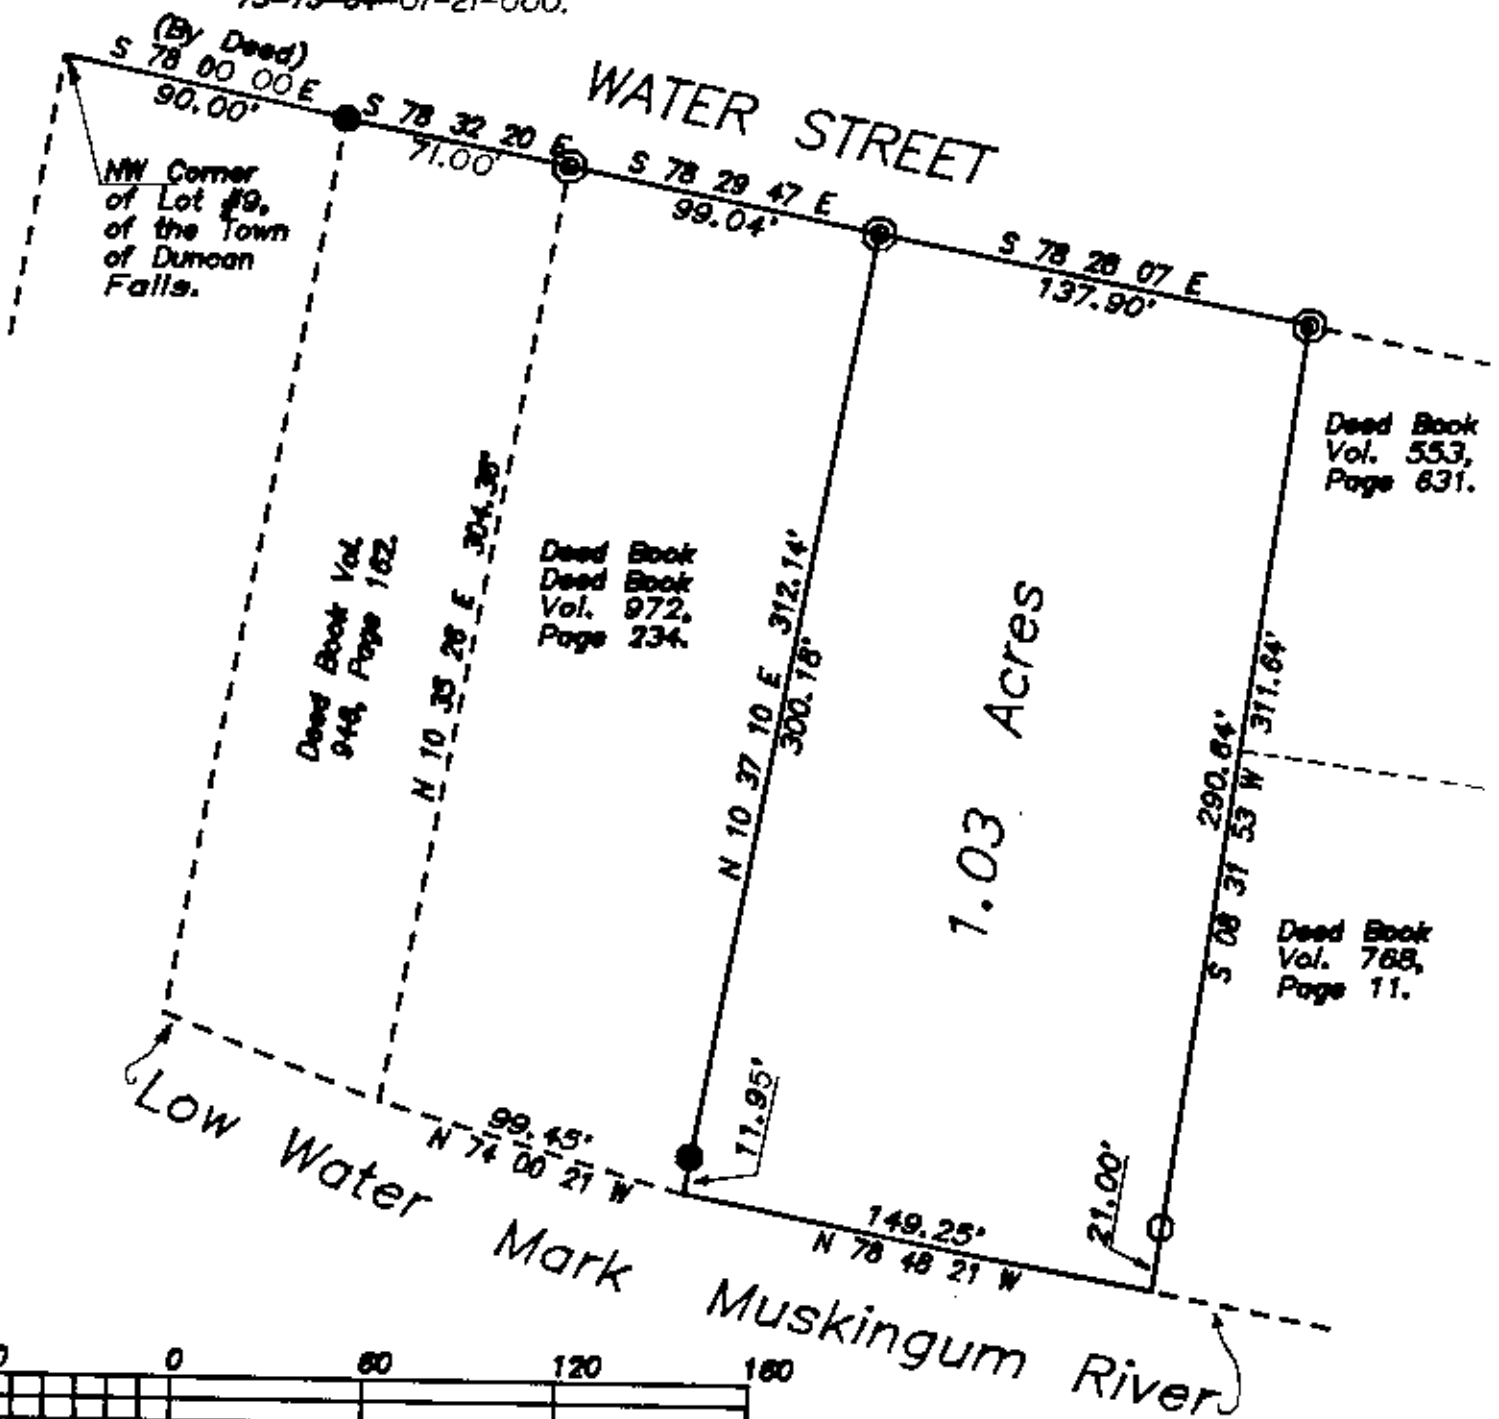 (By Deed)
S 78 00 00 E
90.00'
S 78 32 20 E
71.00'
WATER STREET
S 78 29 47 E
99.04'
S 78 28 07 E
137.90'
NW Corner
of Lot #9,
of the Town
of Duncan
Falls.
Deed Book
Vol. 553,
Page 631.
Deed Book Vol.
946, Page 162.
N 10 35 26 E 304.36'
Deed Book
Deed Book
Vol. 972,
Page 234.
N 10 37 10 E 312.14'
300.18'
1.03 Acres
290.64' 311.64'
S 08 31 53 W
Deed Book
Vol. 768,
Page 11.
11.95'
21.00'
99.45'
N 74 00 21 W
149.25'
N 78 48 21 W
Low Water Mark Muskingum River
0 60 120 180